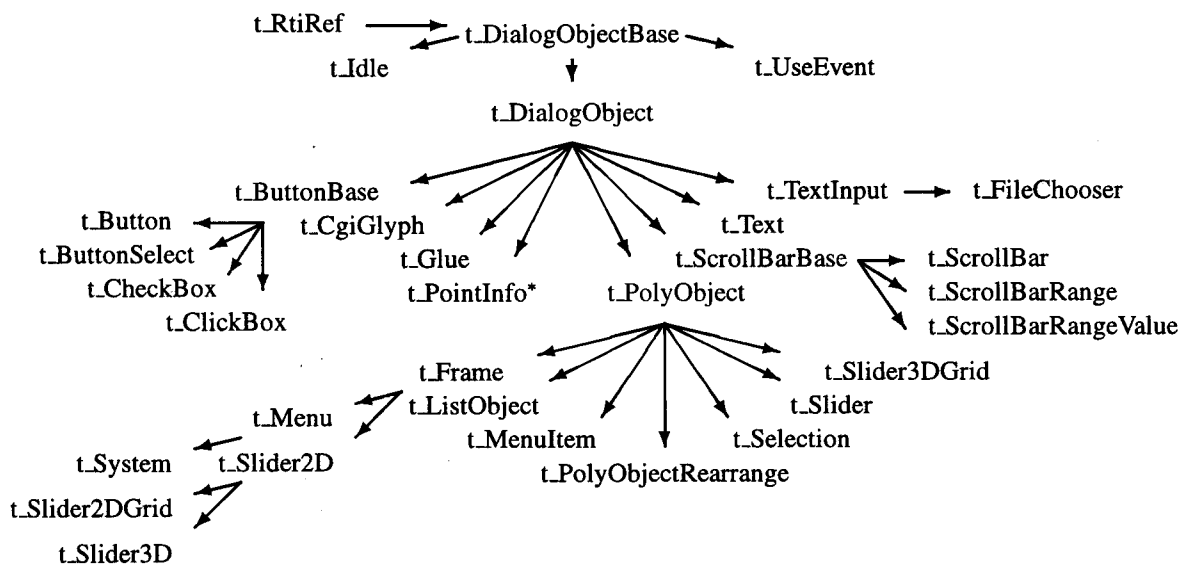 t_RtiRef
t_DialogObjectBase
t_Idle
t_UseEvent
t_DialogObject
t_ButtonBase
t_TextInput
t_FileChooser
t_Button
t_CgiGlyph
t_Text
t_ButtonSelect
t_Glue
t_ScrollBarBase
t_ScrollBar
t_CheckBox
t_PointInfo*
t_PolyObject
t_ScrollBarRange
t_ClickBox
t_ScrollBarRangeValue
t_Frame
t_Slider3DGrid
t_ListObject
t_Slider
t_Menu
t_MenuItem
t_Selection
t_System
t_Slider2D
t_PolyObjectRearrange
t_Slider2DGrid
t_Slider3D